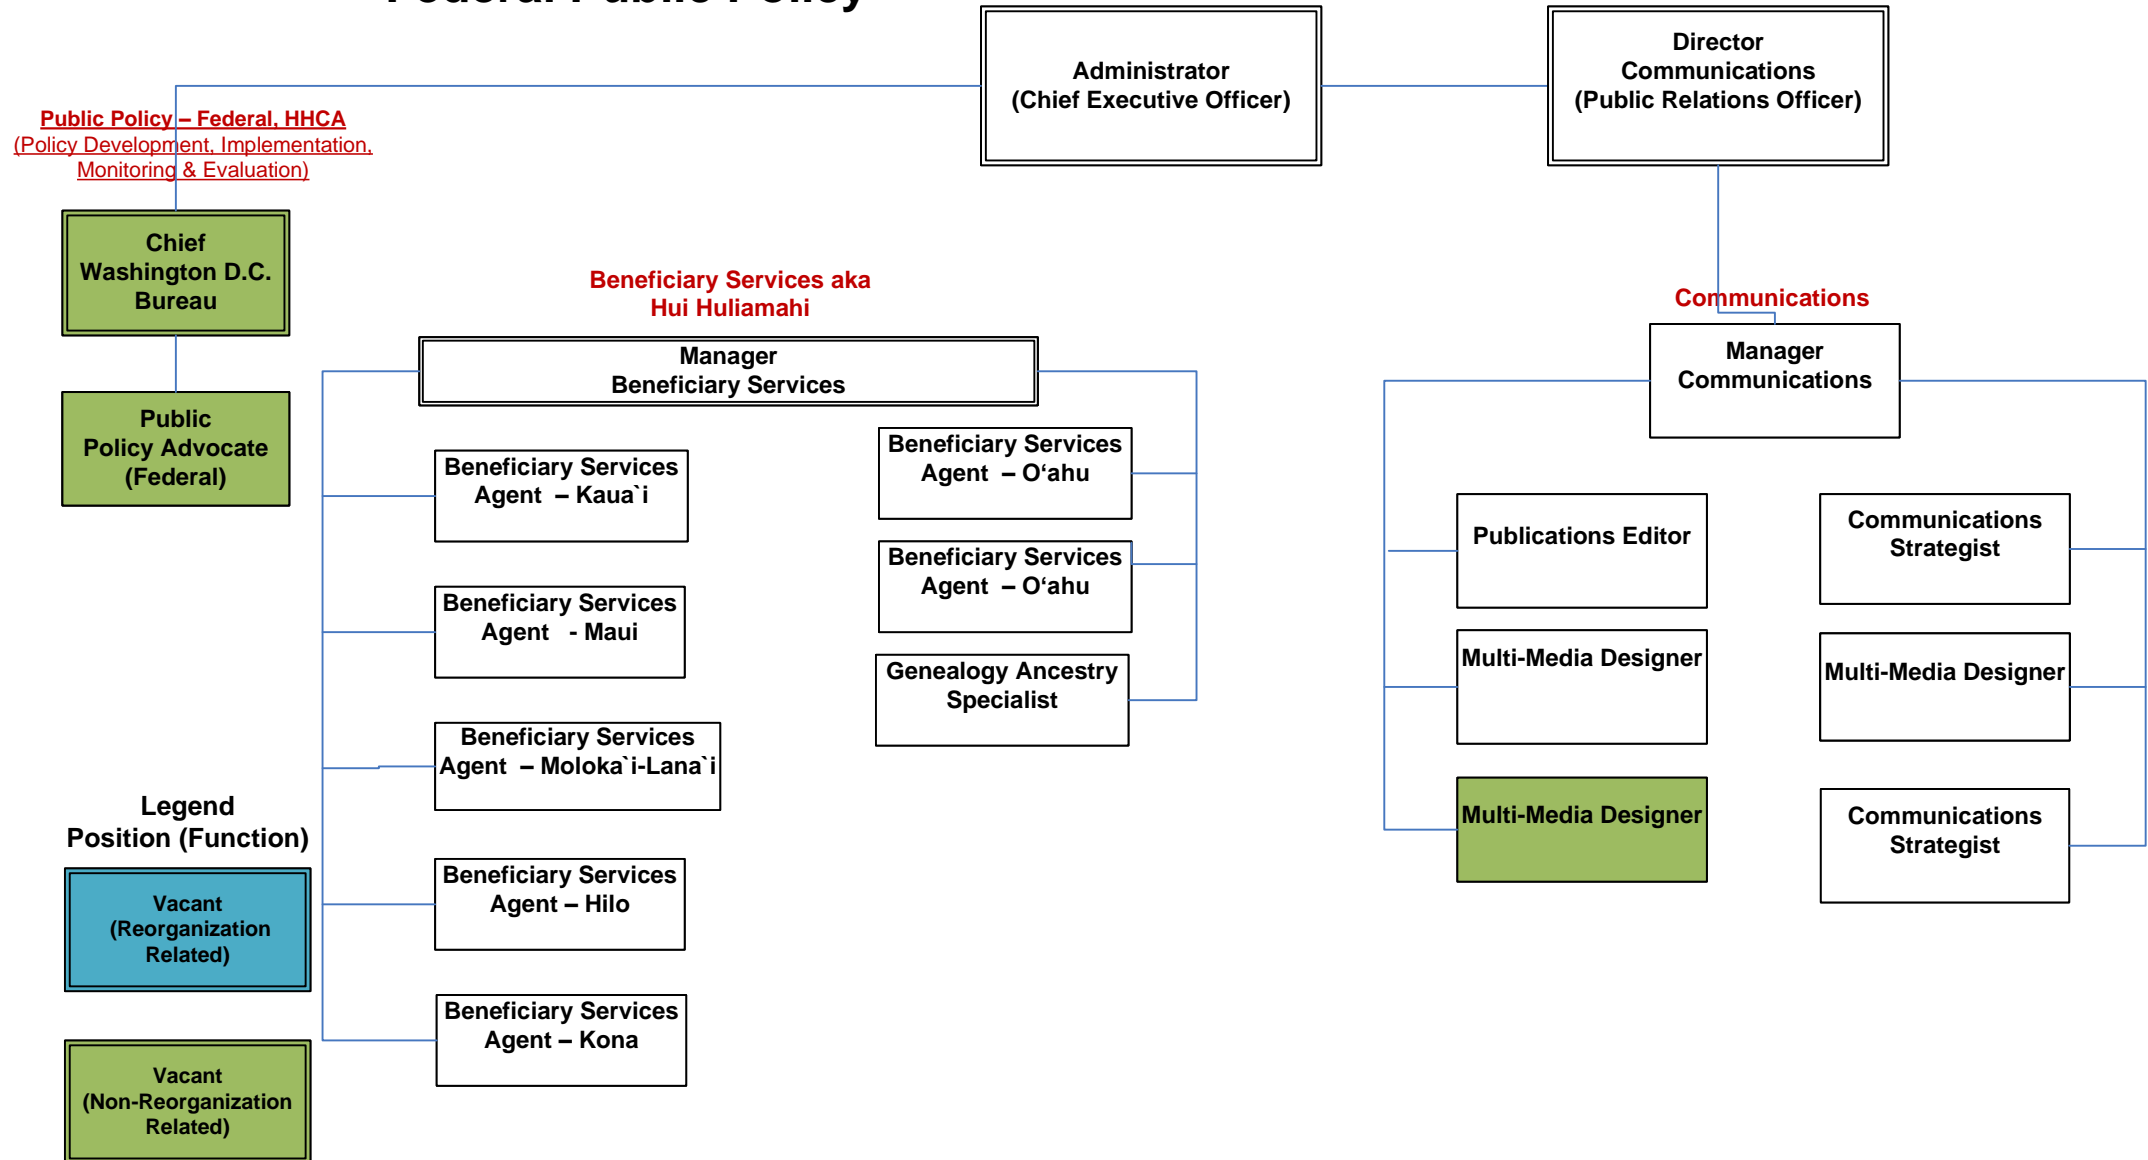 Federal Public Policy
Administrator
(Chief Executive Officer)
Director
Communications
(Public Relations Officer)
Public Policy – Federal, HHCA
(Policy Development, Implementation,
Monitoring & Evaluation)
Chief
Washington D.C.
Bureau
Public
Policy Advocate
(Federal)
Beneficiary Services aka
Hui Huliamahi
Manager
Beneficiary Services
Beneficiary Services
Agent – Kaua`i
Beneficiary Services
Agent - Maui
Beneficiary Services
Agent – Moloka`i-Lana`i
Beneficiary Services
Agent – Hilo
Beneficiary Services
Agent – Kona
Beneficiary Services
Agent – O‘ahu
Beneficiary Services
Agent – O‘ahu
Genealogy Ancestry
Specialist
Communications
Manager
Communications
Publications Editor
Multi-Media Designer
Multi-Media Designer
Communications
Strategist
Multi-Media Designer
Communications
Strategist
Legend
Position (Function)
Vacant
(Reorganization
Related)
Vacant
(Non-Reorganization
Related)